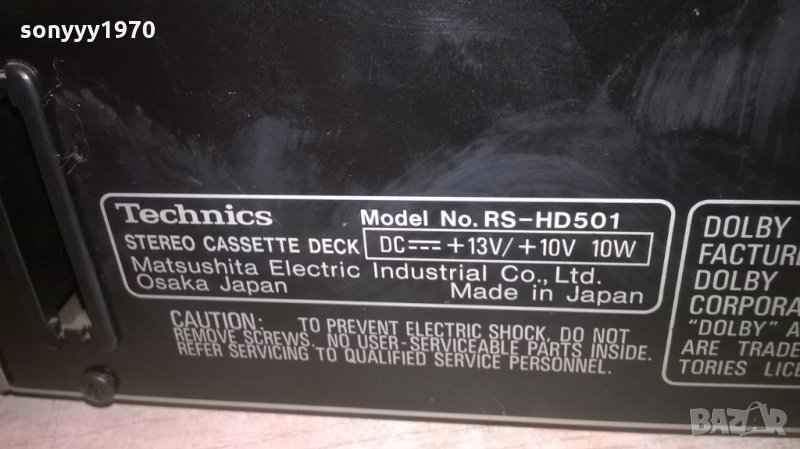 sonyyy1970
Technics Model No. RS-HD501
STEREO CASSETTE DECK DC⎓ +13V/+10V 10W
Matsushita Electric Industrial Co., Ltd.
Osaka Japan Made in Japan
CAUTION: TO PREVENT ELECTRIC SHOCK, DO NOT
REMOVE SCREWS. NO USER-SERVICEABLE PARTS INSIDE.
REFER SERVICING TO QUALIFIED SERVICE PERSONNEL.
DOLBY
FACTURE
DOLBY
CORPORA
"DOLBY" A
ARE TRADE
TORIES LICE
BAZAR